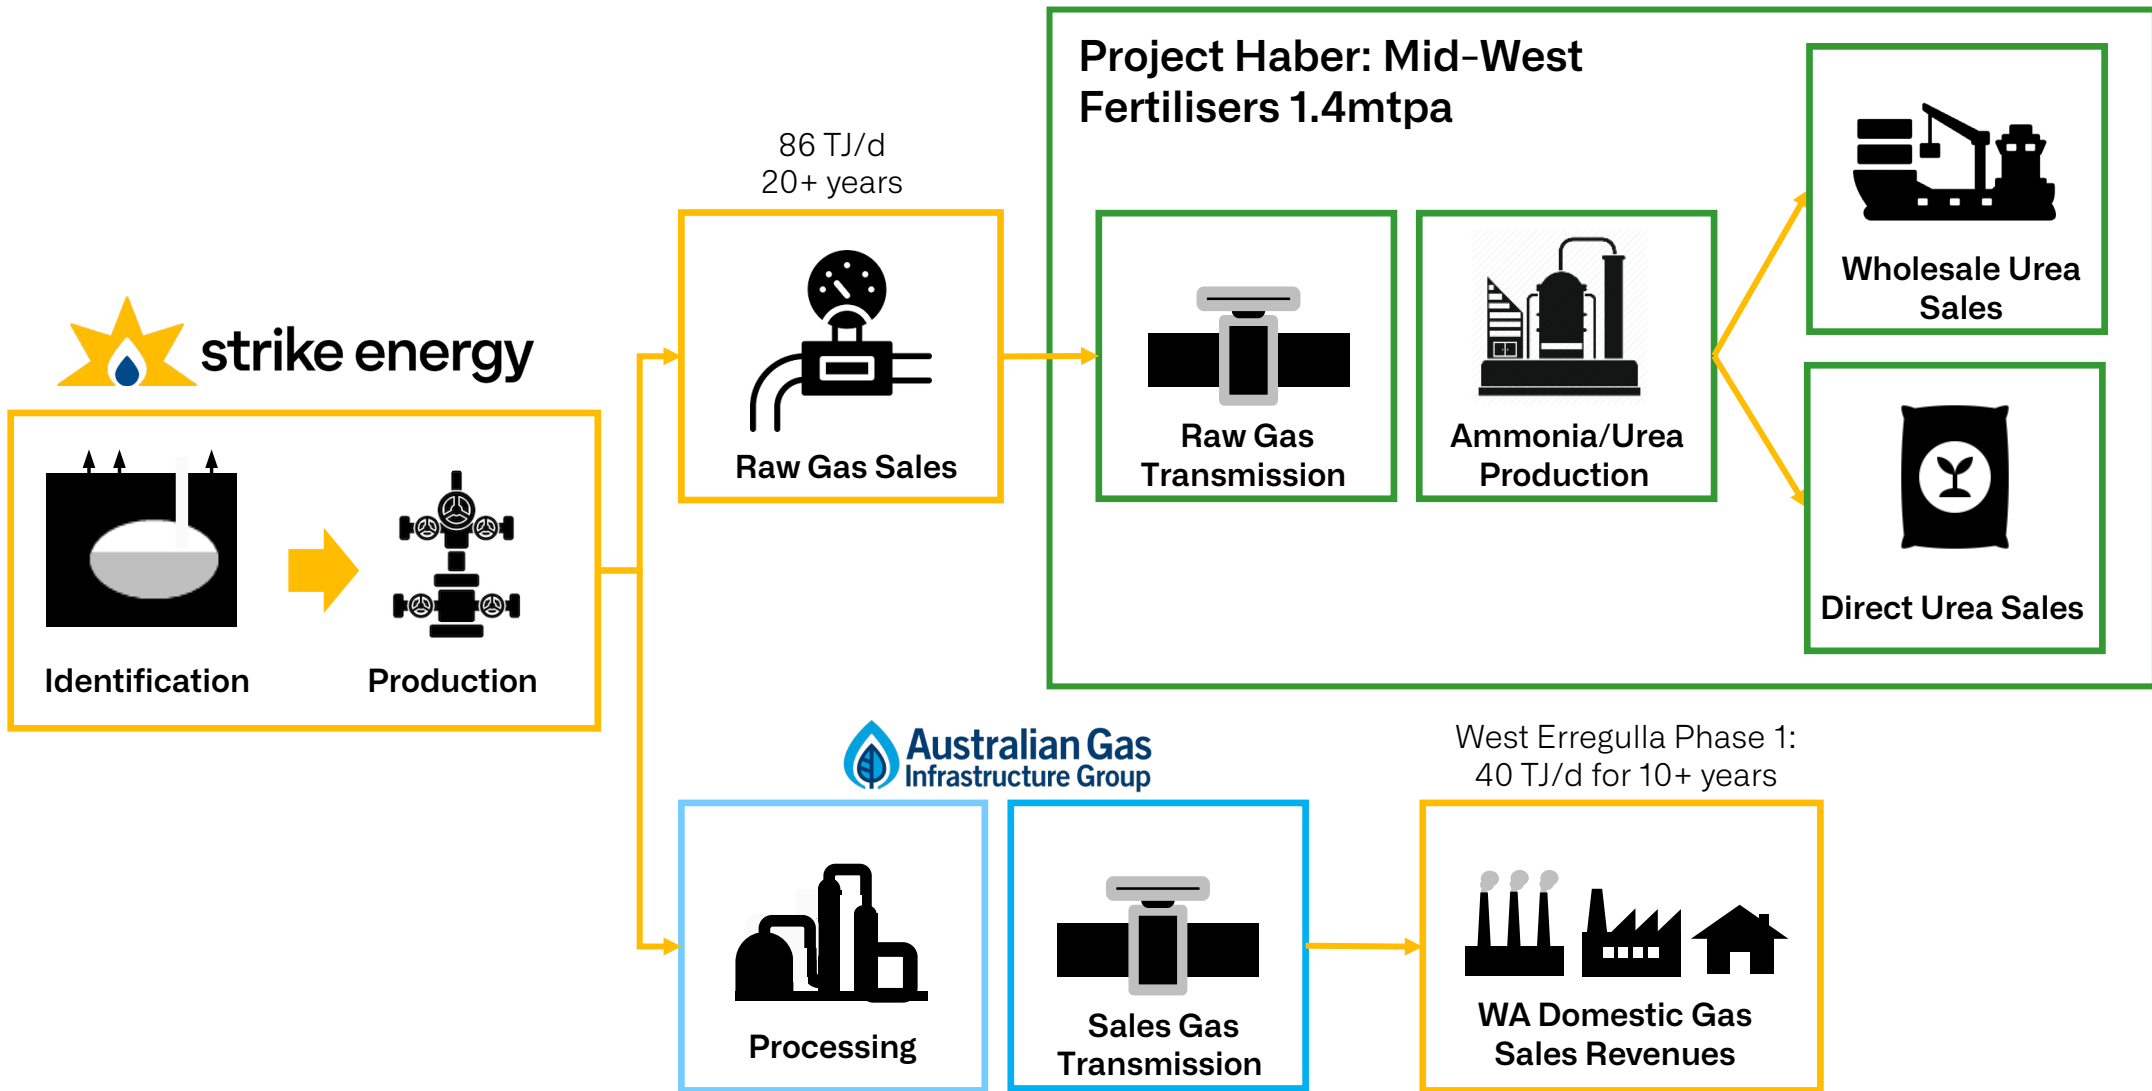 Project Haber: Mid-West
Fertilisers 1.4mtpa
86 TJ/d
20+ years
strike energy
Identification
Production
Raw Gas Sales
Raw Gas
Transmission
Ammonia/Urea
Production
Wholesale Urea
Sales
Direct Urea Sales
Australian Gas
Infrastructure Group
West Erregulla Phase 1:
40 TJ/d for 10+ years
Processing
Sales Gas
Transmission
WA Domestic Gas
Sales Revenues